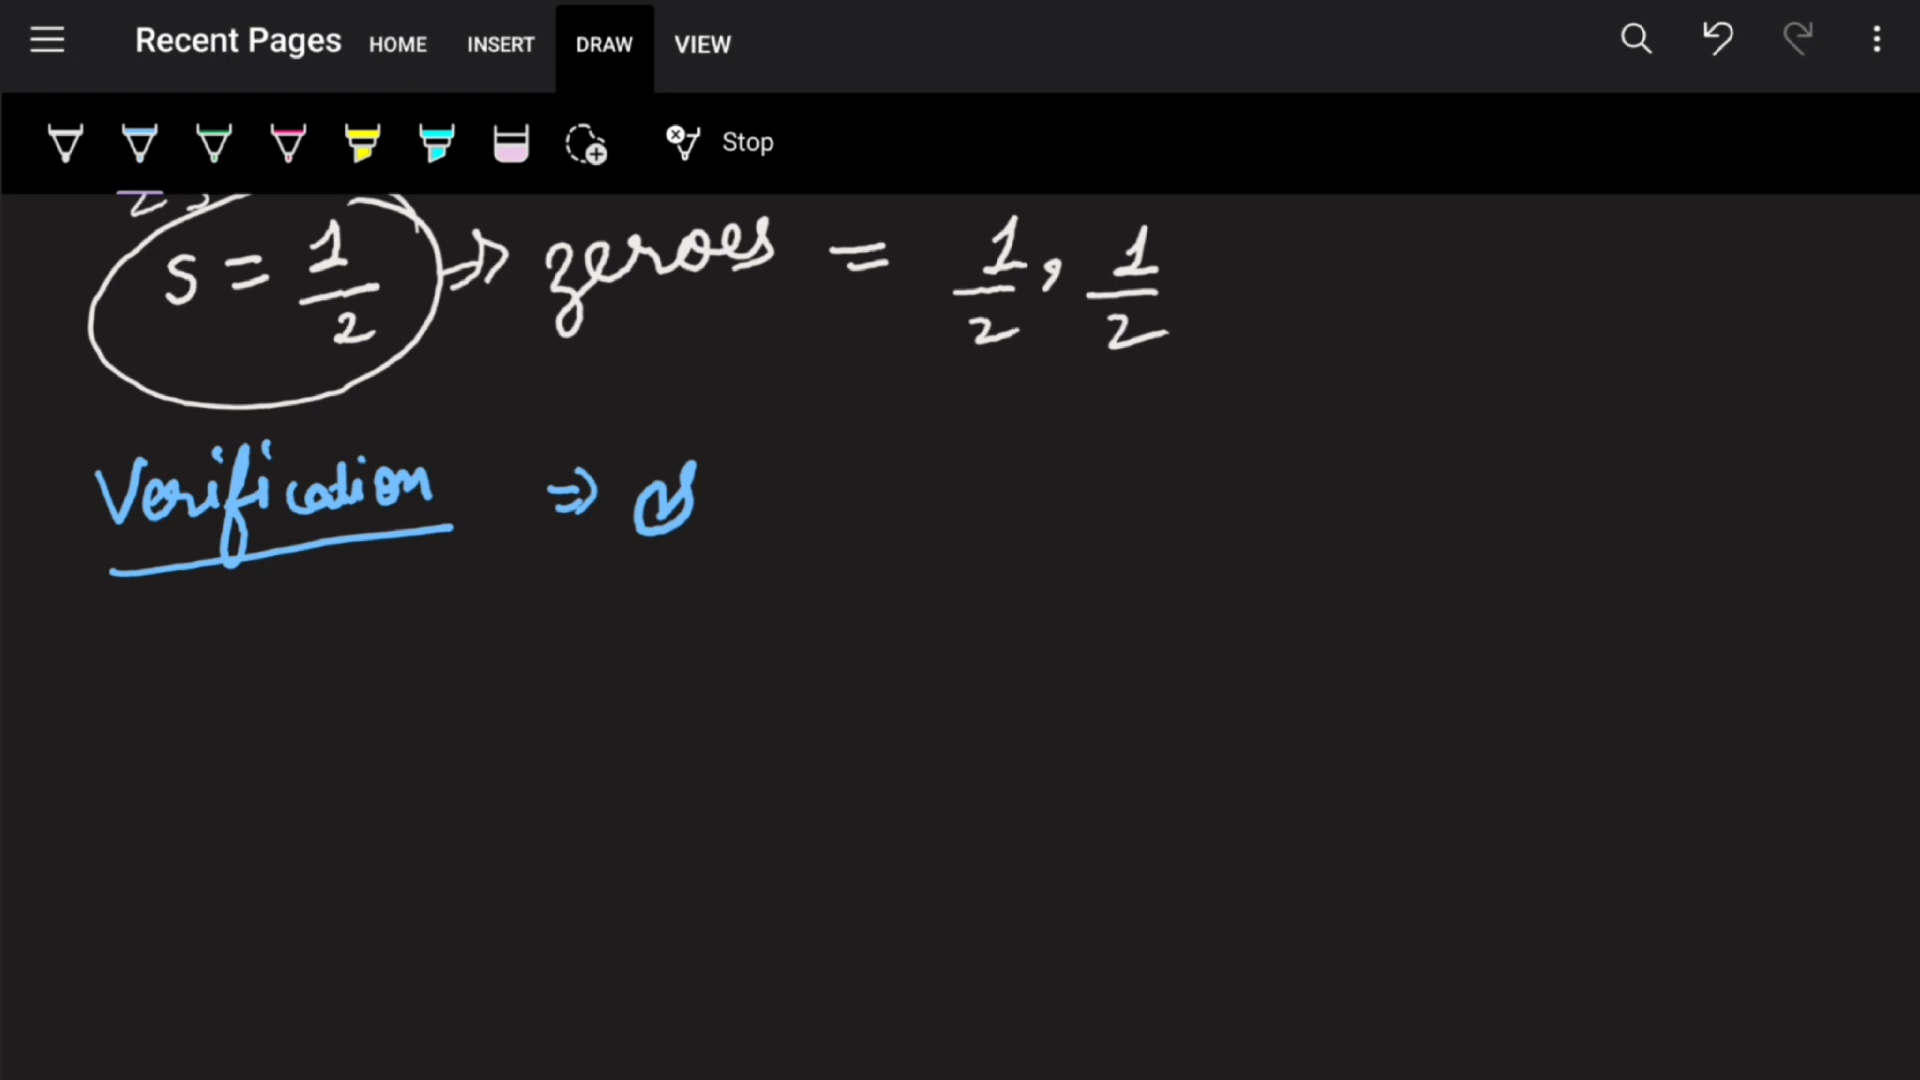 Recent Pages HOME INSERT DRAW VIEW
Stop
s = 1/2 ⇒ zeroes = 1/2, 1/2
Verification ⇒